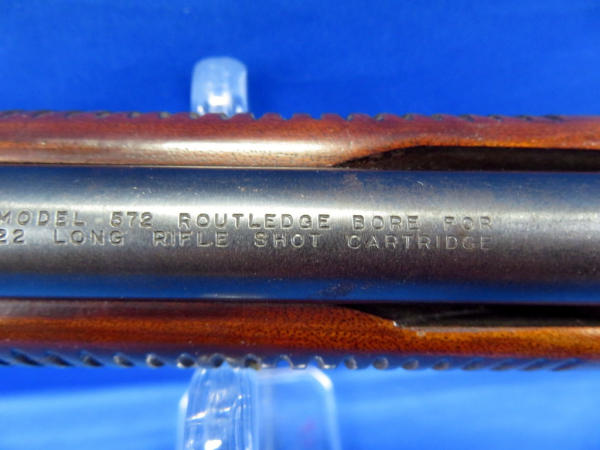 MODEL 572 ROUTLEDGE BORE FOR
22 LONG RIFLE SHOT CARTRIDGE